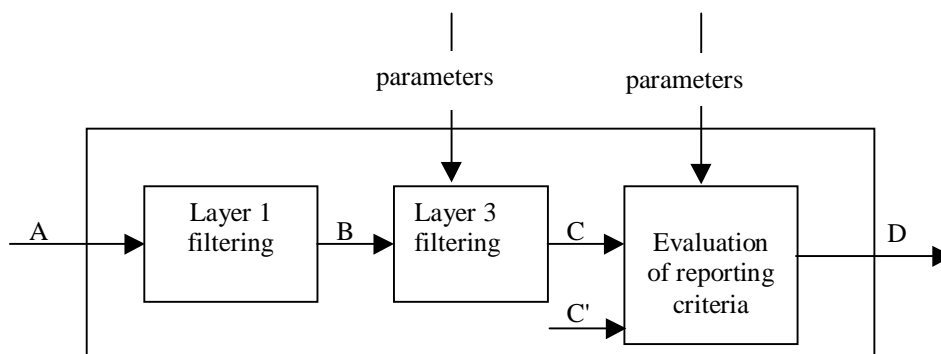 parameters
parameters
A
Layer 1
filtering
B
Layer 3
filtering
C
C'
Evaluation
of reporting
criteria
D